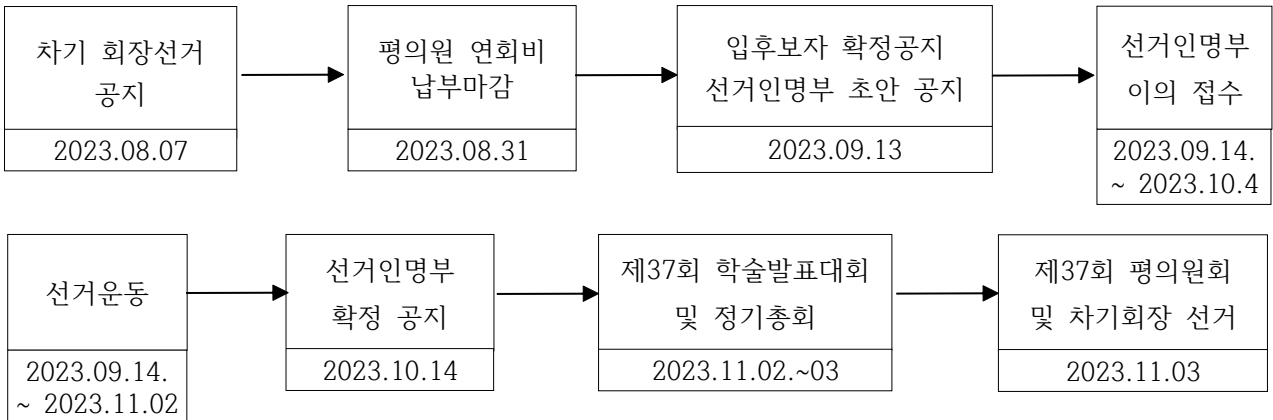 차기 회장선거
공지
2023.08.07
평의원 연회비
납부마감
2023.08.31
입후보자 확정공지
선거인명부 초안 공지
2023.09.13
선거인명부
이의 접수
2023.09.14.
~ 2023.10.4
선거운동
2023.09.14.
~ 2023.11.02
선거인명부
확정 공지
2023.10.14
제37회 학술발표대회
및 정기총회
2023.11.02.~03
제37회 평의원회
및 차기회장 선거
2023.11.03